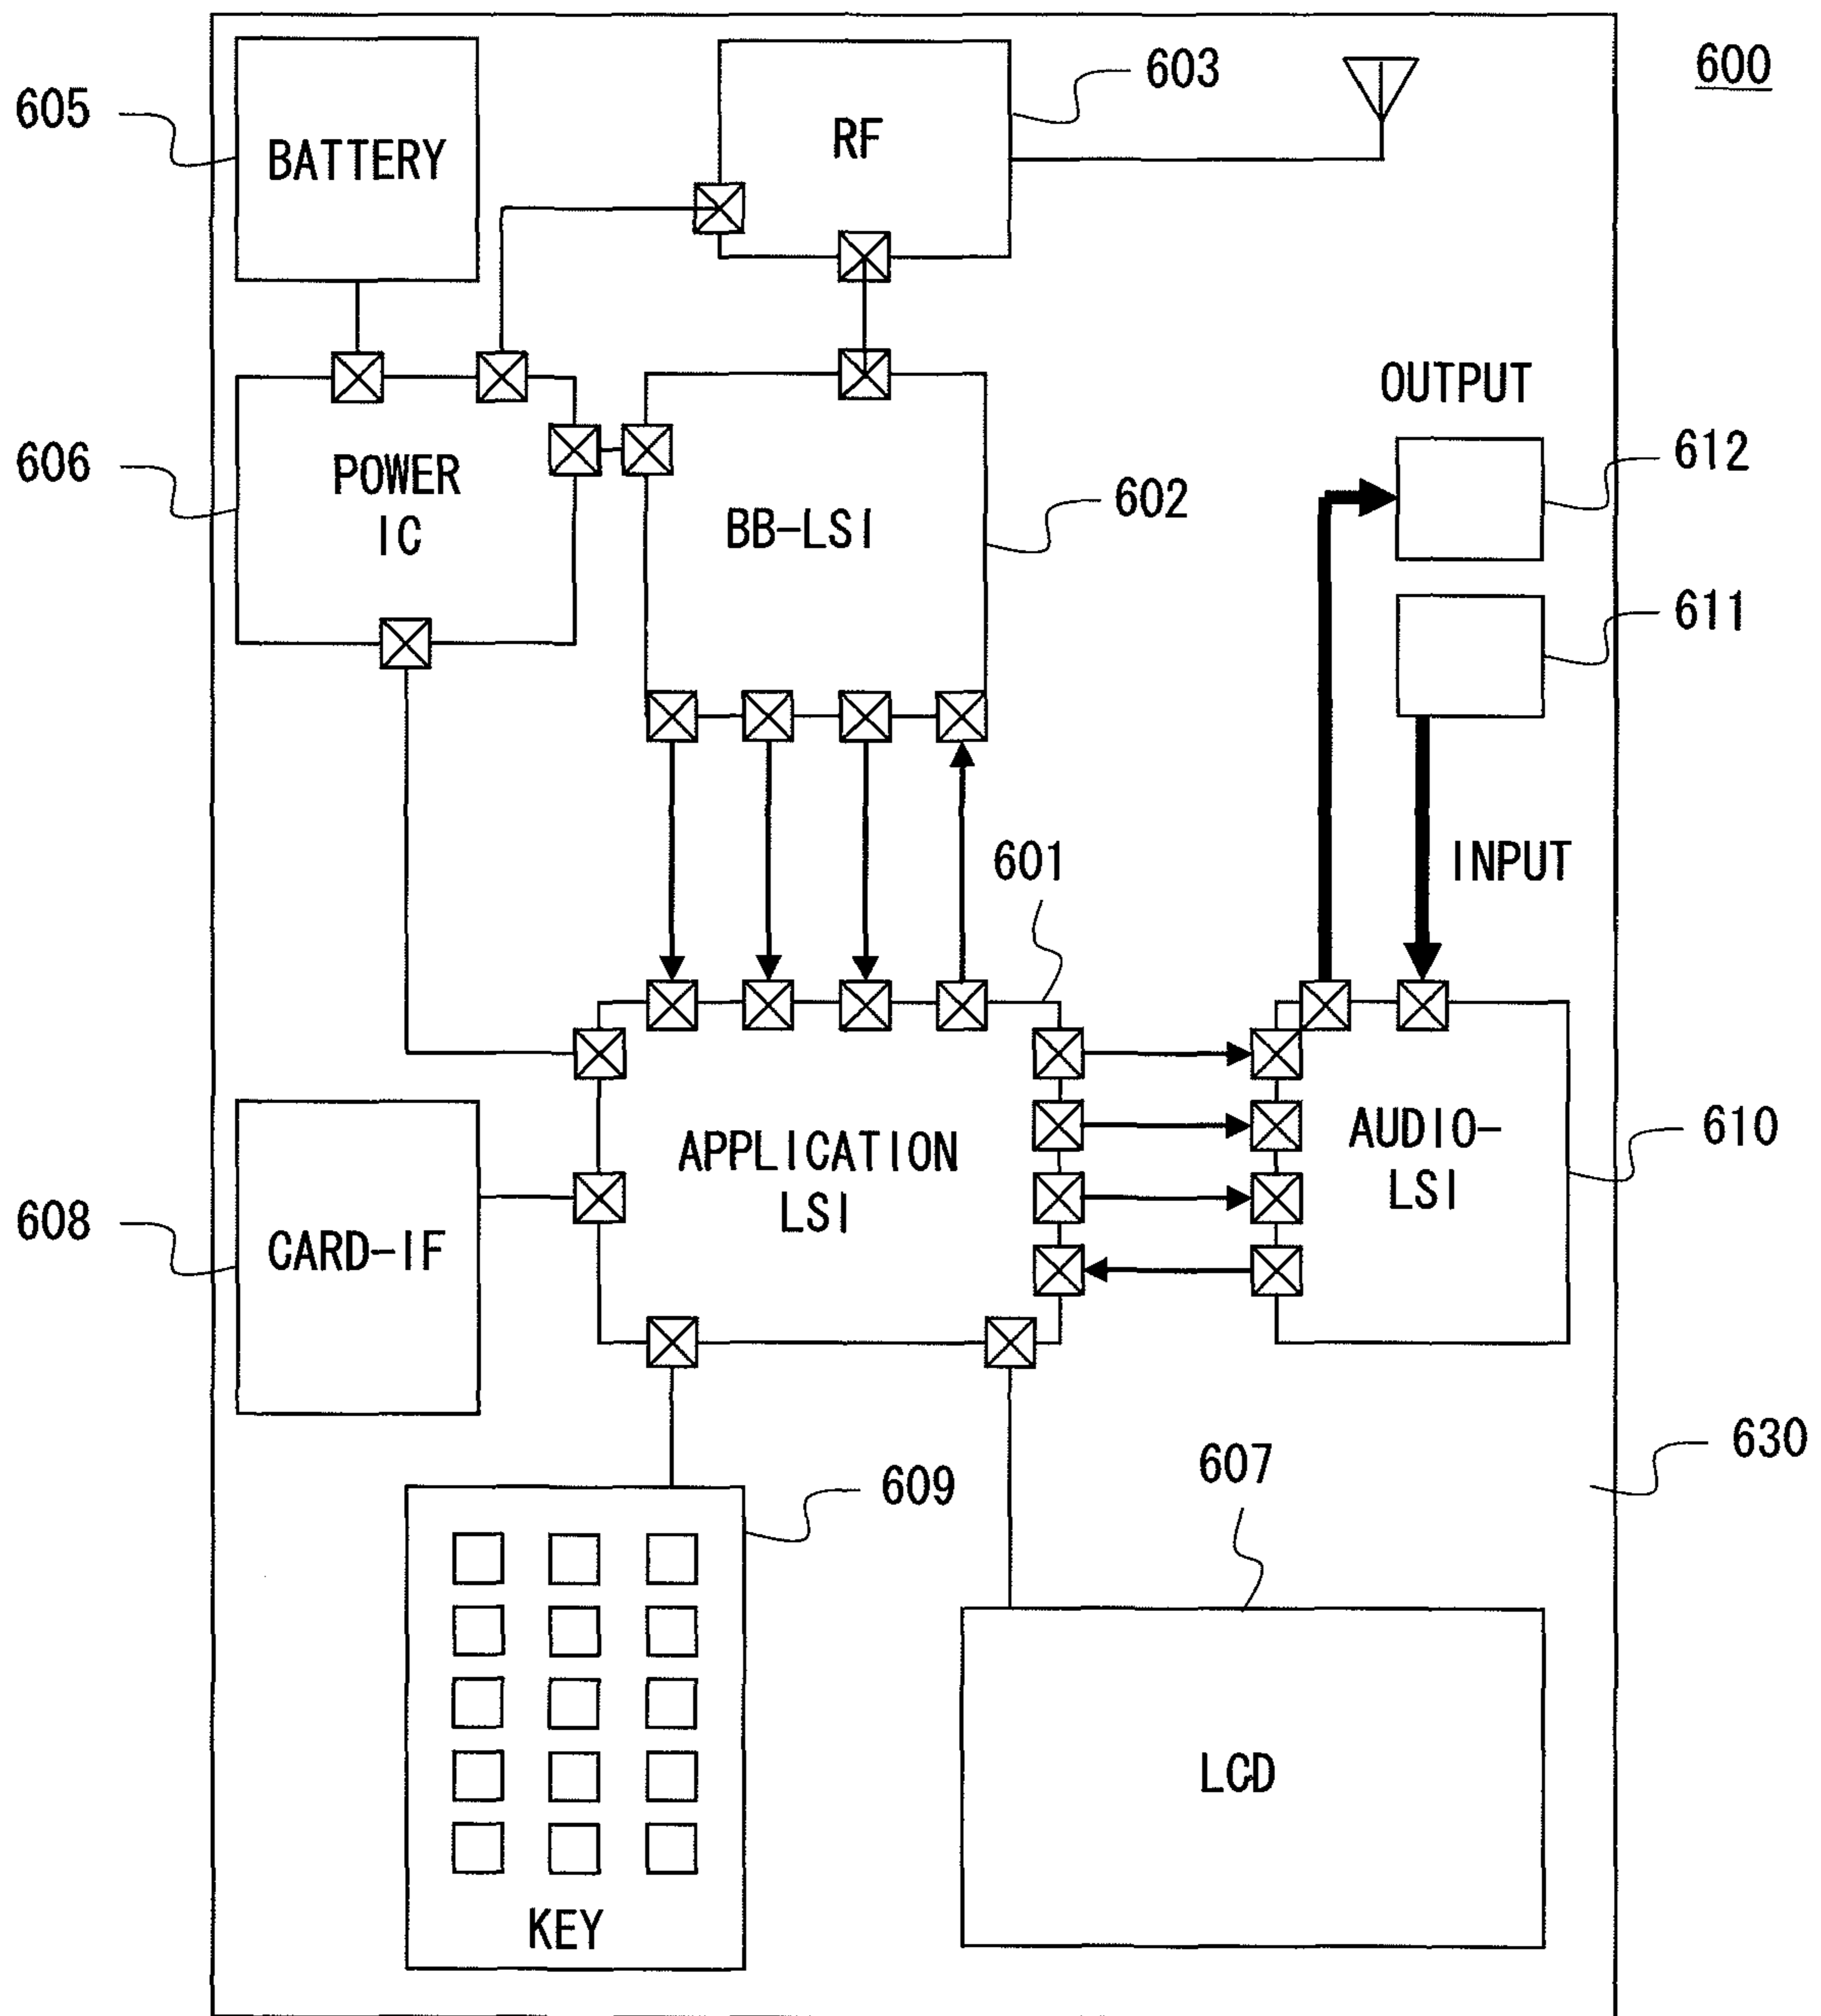 600
605
BATTERY
RF
603
606
POWER
IC
BB-LSI
602
OUTPUT
612
611
INPUT
601
608
CARD-IF
APPLICATION
LSI
AUDIO-
LSI
610
630
609
607
KEY
LCD